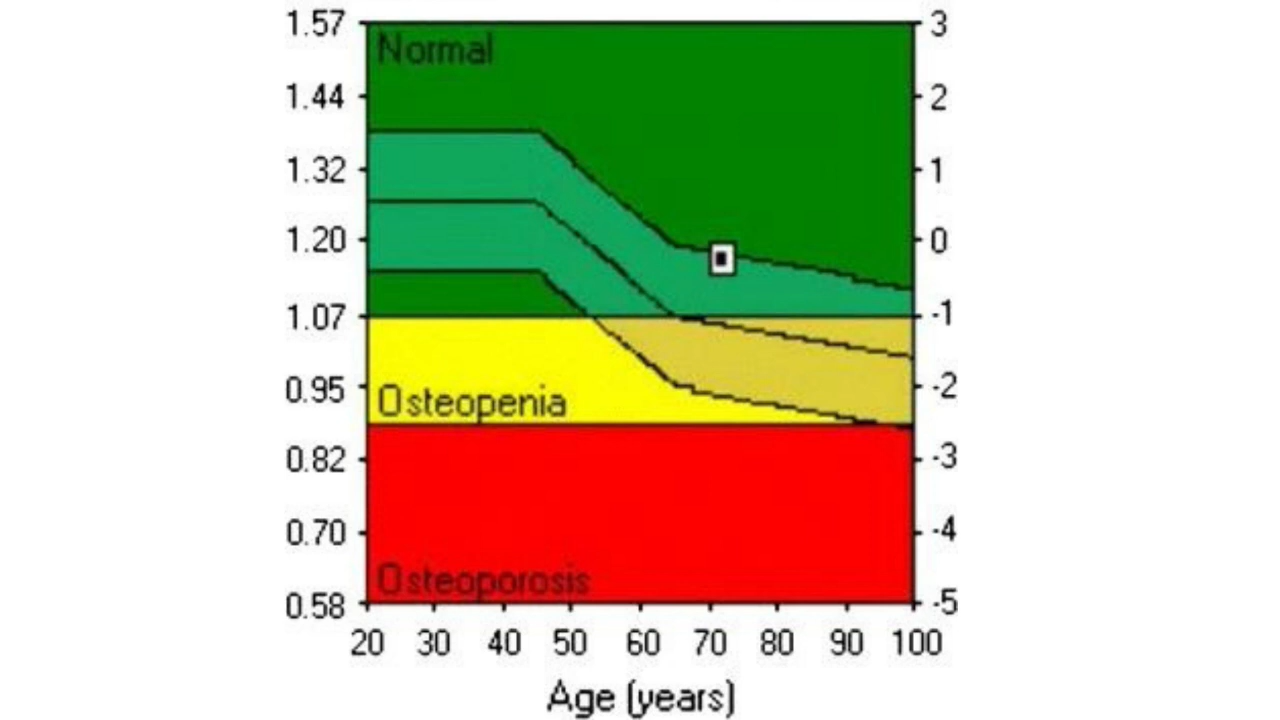 1.57 3
Normal
1.44 2
1.32 1
1.20 0
1.07 -1
0.95 -2
Osteopenia
0.82 -3
0.70 -4
Osteoporosis
0.58 -5
20 30 40 50 60 70 80 90 100
Age (years)